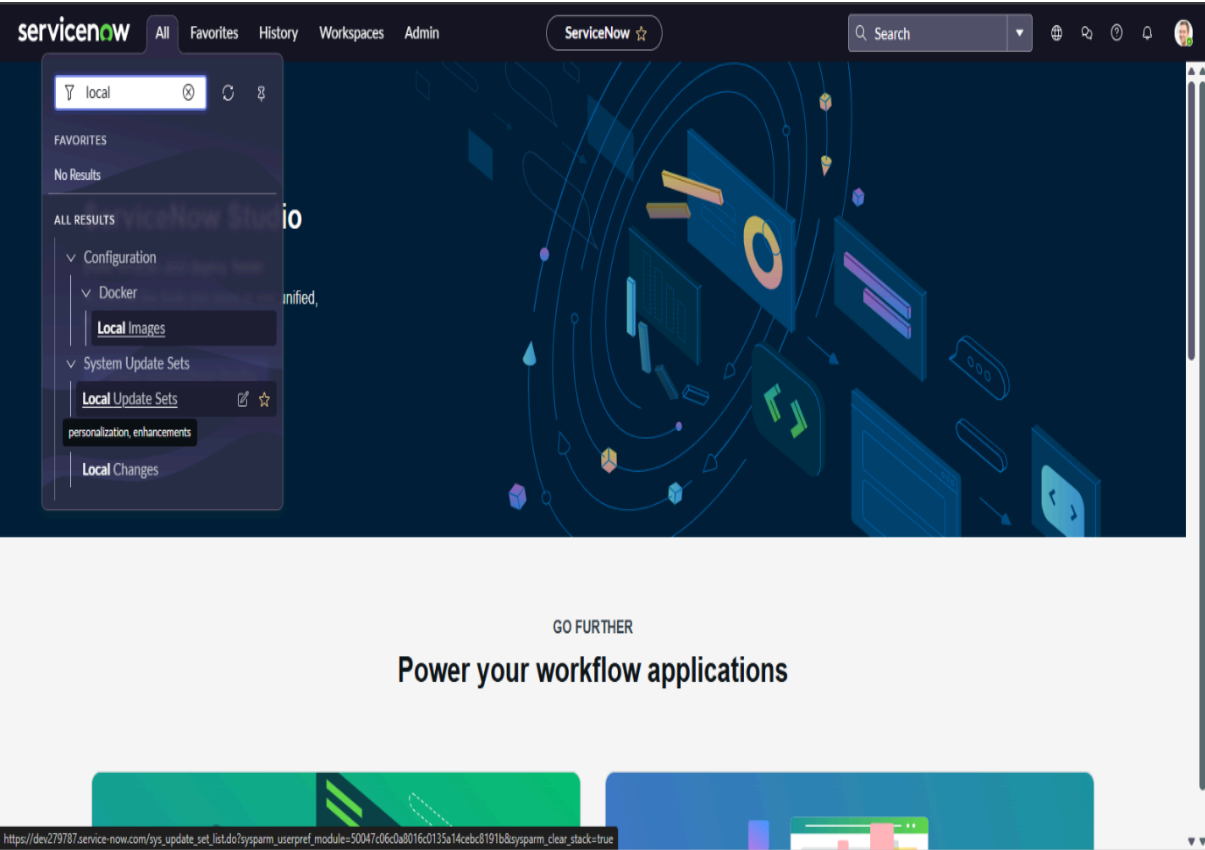 servicenow All Favorites History Workspaces Admin ServiceNow Search
local
FAVORITES
No Results
ServiceNow Studio
ALL RESULTS
Configuration
Docker
unified,
Local Images
System Update Sets
Local Update Sets
personalization, enhancements
Local Changes
GO FURTHER
Power your workflow applications
https://dev279787.service-now.com/sys_update_set_list.do?sysparm_userpref_module=50047c06c0a8016c0135a14cebc8191b&sysparm_clear_stack=true